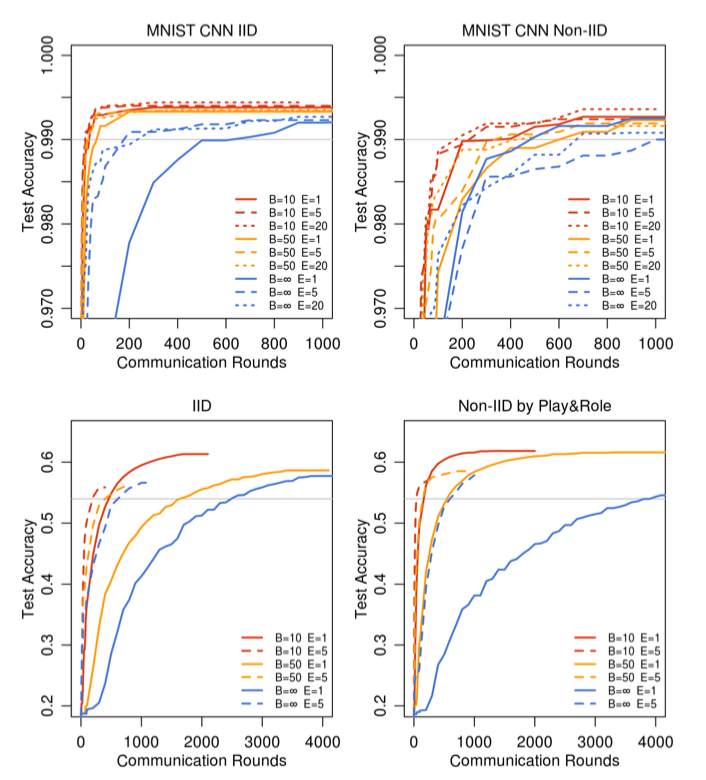 MNIST CNN IID
Test Accuracy
1.000
0.990
0.980
0.970
B=10 E=1
B=10 E=5
B=10 E=20
B=50 E=1
B=50 E=5
B=50 E=20
B=∞ E=1
B=∞ E=5
B=∞ E=20
0 200 400 600 800 1000
Communication Rounds
MNIST CNN Non-IID
Test Accuracy
1.000
0.990
0.980
0.970
B=10 E=1
B=10 E=5
B=10 E=20
B=50 E=1
B=50 E=5
B=50 E=20
B=∞ E=1
B=∞ E=5
B=∞ E=20
0 200 400 600 800 1000
Communication Rounds
IID
Test Accuracy
0.6
0.5
0.4
0.3
0.2
B=10 E=1
B=10 E=5
B=50 E=1
B=50 E=5
B=∞ E=1
B=∞ E=5
0 1000 2000 3000 4000
Communication Rounds
Non-IID by Play&Role
Test Accuracy
0.6
0.5
0.4
0.3
0.2
B=10 E=1
B=10 E=5
B=50 E=1
B=50 E=5
B=∞ E=1
B=∞ E=5
0 1000 2000 3000 4000
Communication Rounds